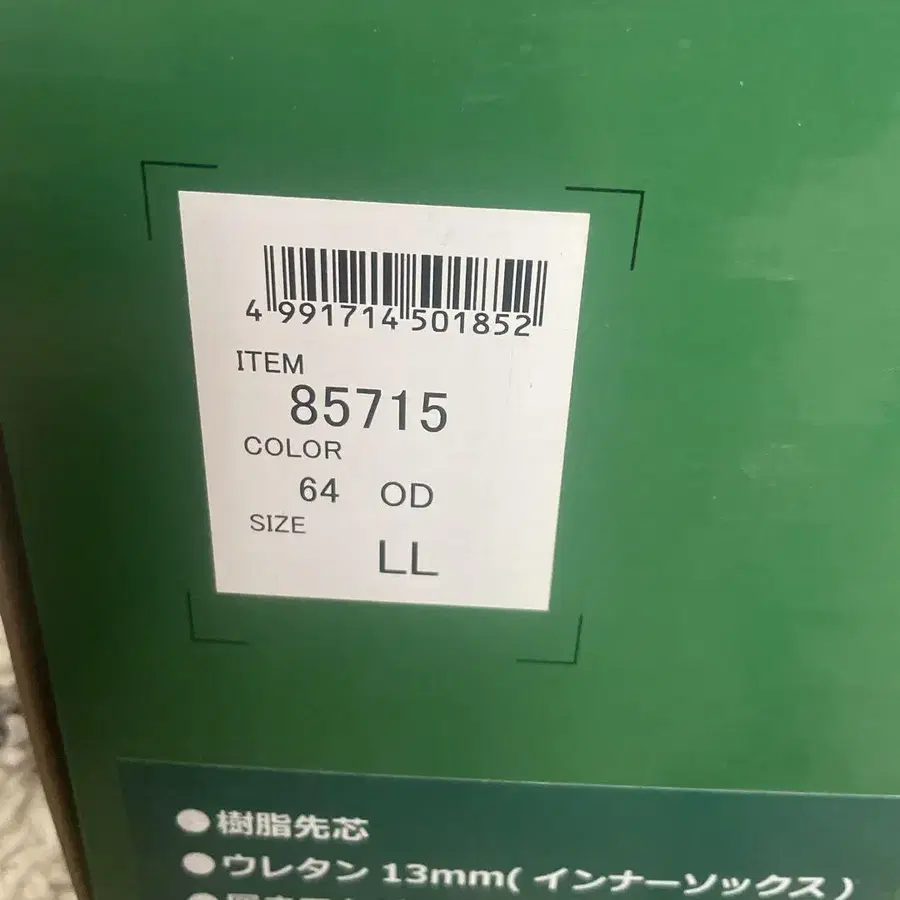 4 991714 501852
ITEM
85715
COLOR
64 OD
SIZE
LL
●樹脂先芯
●ウレタン 13mm( インナーソックス )